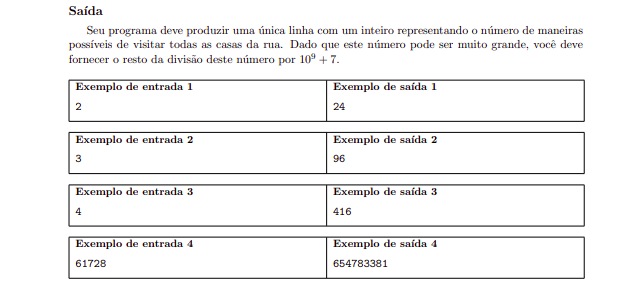 Saída
Seu programa deve produzir uma única linha com um inteiro representando o número de maneiras
possíveis de visitar todas as casas da rua. Dado que este número pode ser muito grande, você deve
fornecer o resto da divisão deste número por 10⁹ + 7.
Exemplo de entrada 1 Exemplo de saída 1
2 24
Exemplo de entrada 2 Exemplo de saída 2
3 96
Exemplo de entrada 3 Exemplo de saída 3
4 416
Exemplo de entrada 4 Exemplo de saída 4
61728 654783381